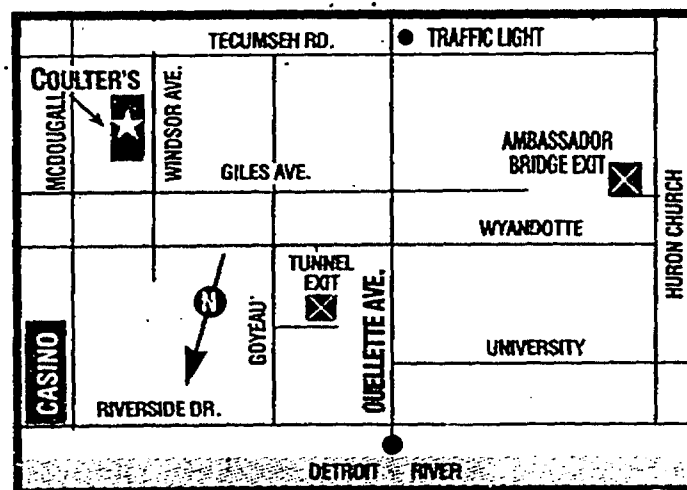 TECUMSEH RD.
TRAFFIC LIGHT
COULTER'S
MCDOUGALL
WINDSOR AVE.
GILES AVE.
AMBASSADOR
BRIDGE EXIT
HURON CHURCH
WYANDOTTE
TUNNEL
EXIT
N
GOYEAU
OUELLETTE AVE.
UNIVERSITY
CASINO
RIVERSIDE DR.
DETROIT RIVER